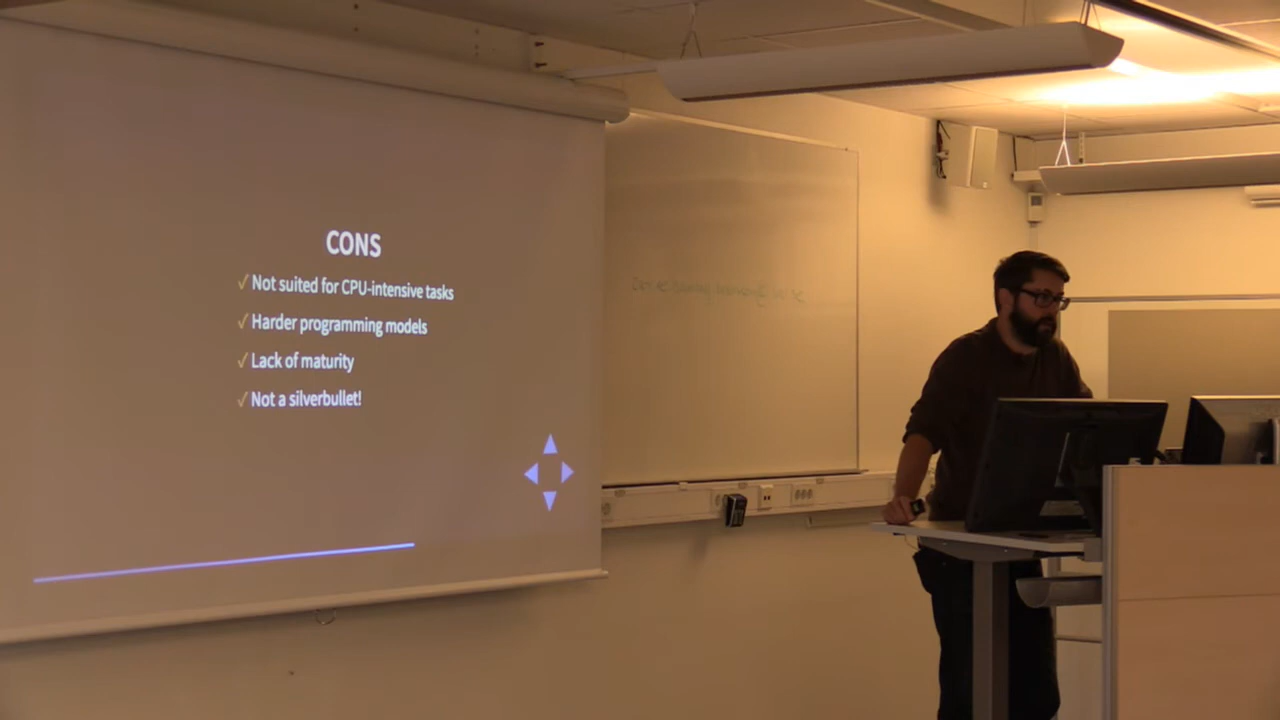 CONS
✓ Not suited for CPU-intensive tasks
✓ Harder programming models
✓ Lack of maturity
✓ Not a silverbullet!